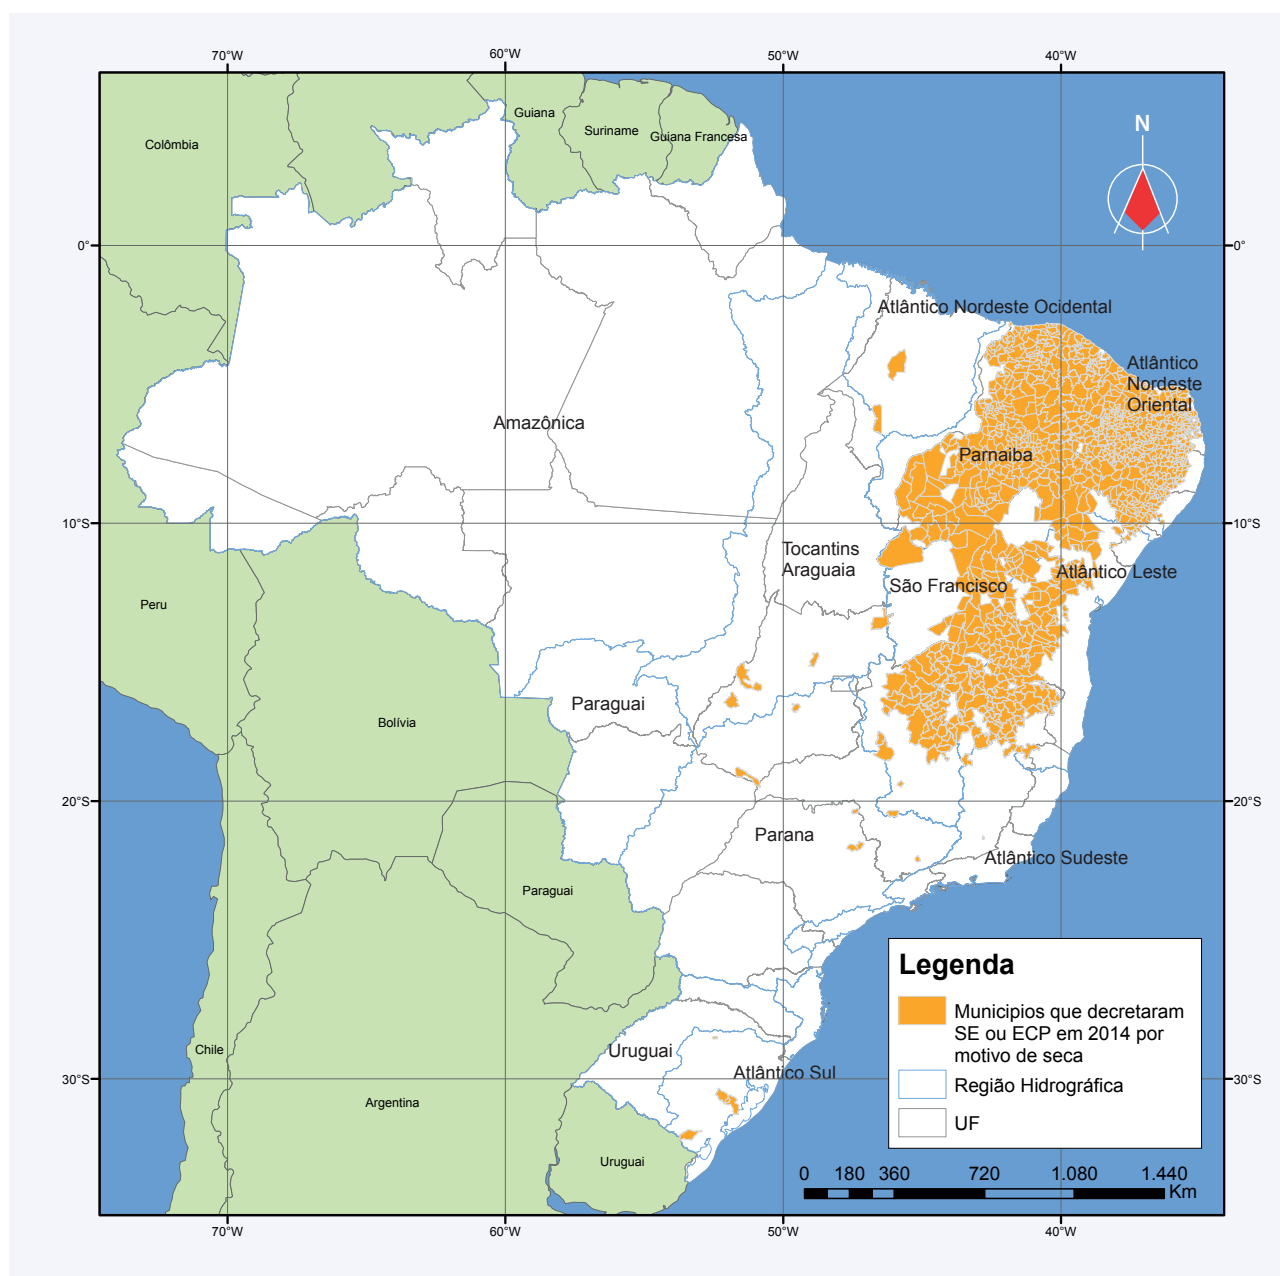 70°W
60°W
50°W
40°W
Guiana
Suriname
Guiana Francesa
Colômbia
N
0°
0°
Atlântico Nordeste Ocidental
Atlântico
Nordeste
Oriental
Amazônica
Parnaiba
10°S
10°S
Tocantins
Araguaia
São Francisco
Atlântico Leste
Peru
Paraguai
Bolívia
20°S
20°S
Parana
Atlântico Sudeste
Paraguai
Legenda
Municipios que decretaram
SE ou ECP em 2014 por
motivo de seca
Região Hidrográfica
UF
Chile
Uruguai
Atlântico Sul
30°S
30°S
Argentina
Uruguai
0 180 360 720 1.080 1.440
Km
70°W
60°W
50°W
40°W